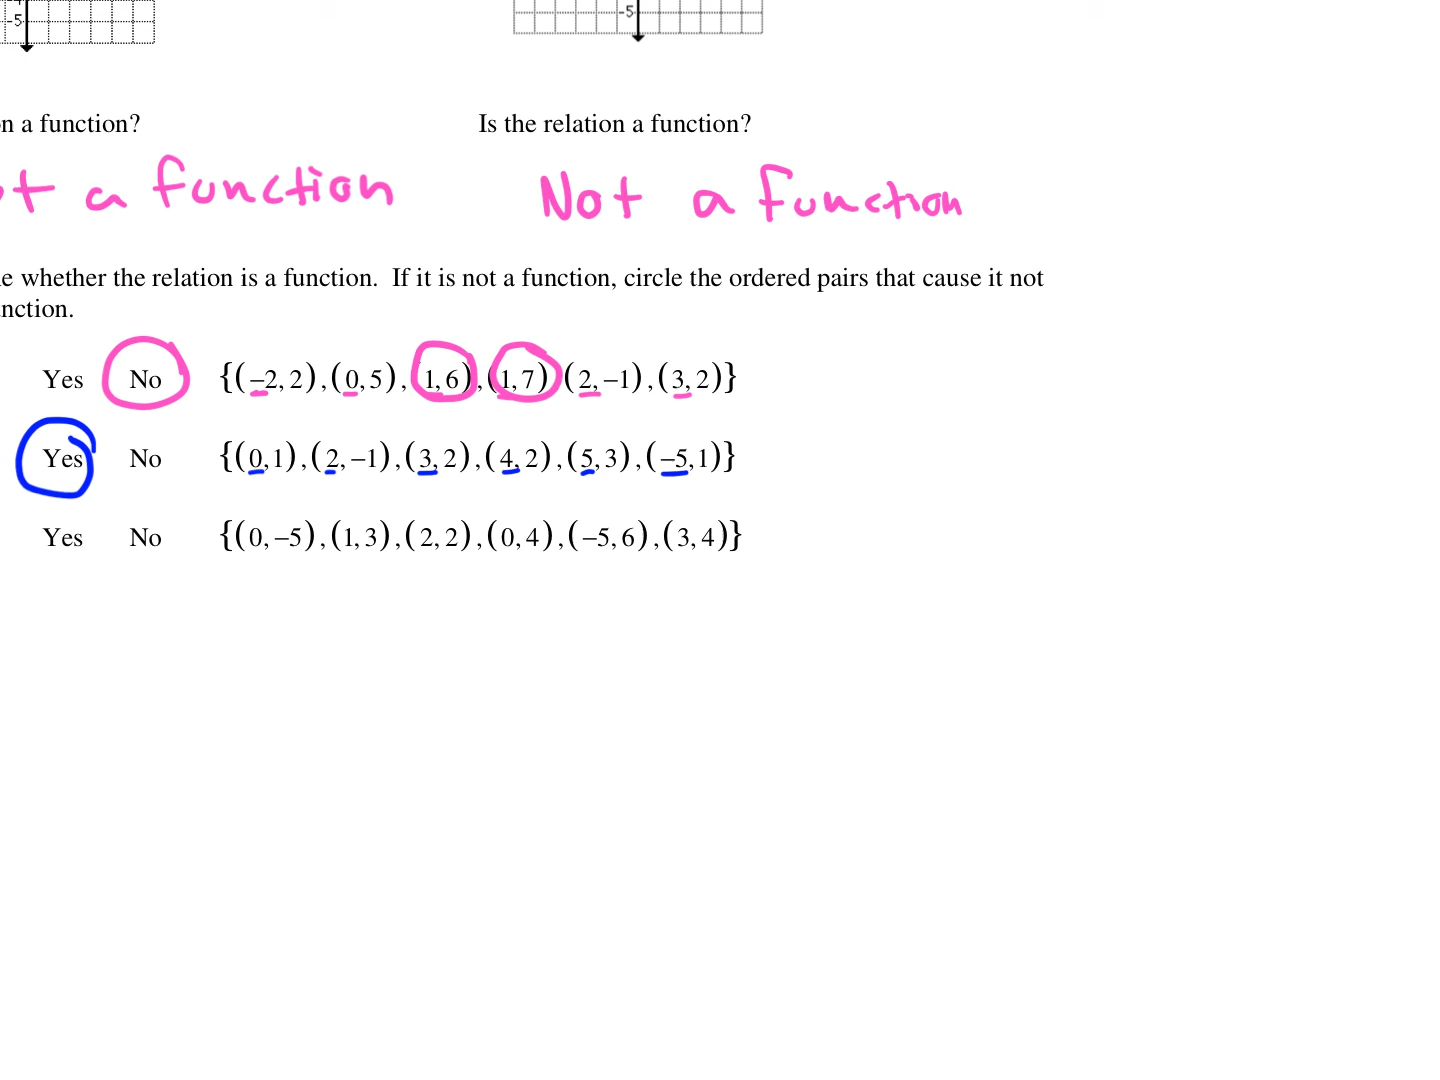 -5 -5
n a function? Is the relation a function?
t a function Not a function
e whether the relation is a function. If it is not a function, circle the ordered pairs that cause it not
nction.
Yes No {(−2,2),(0,5),(1,6),(1,7),(2,−1),(3,2)}
Yes No {(0,1),(2,−1),(3,2),(4,2),(5,3),(−5,1)}
Yes No {(0,−5),(1,3),(2,2),(0,4),(−5,6),(3,4)}